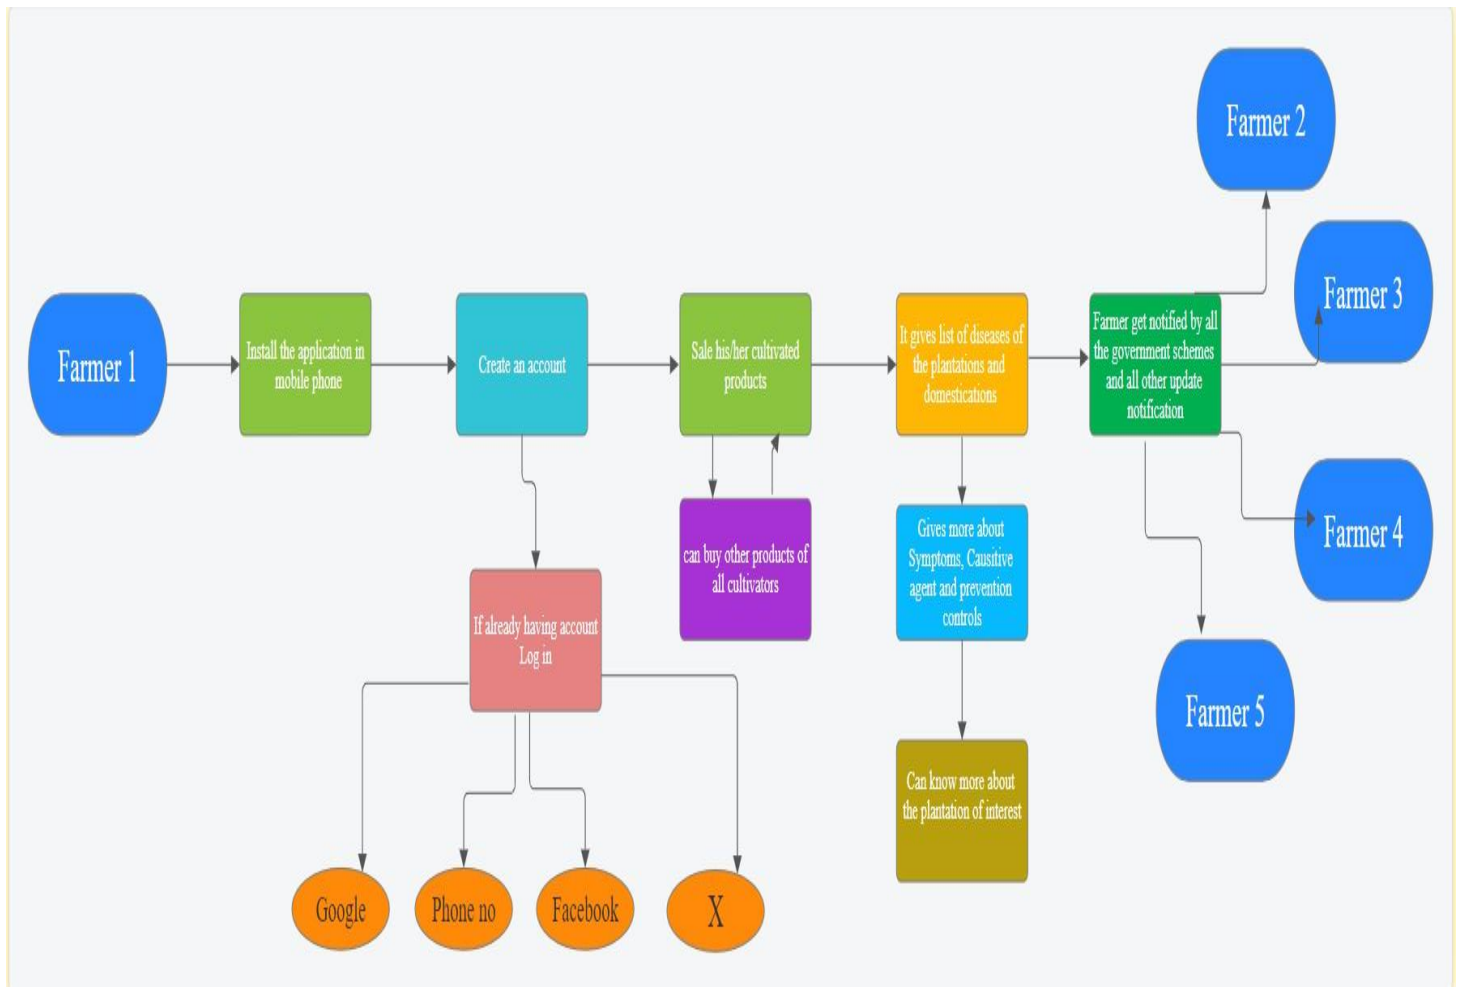 Farmer 2
Farmer 3
Farmer 1
Install the application in
mobile phone
Create an account
Sale his/her cultivated
products
It gives list of diseases of
the plantations and
domestications
Farmer get notified by all
the government schemes
and all other update
notification
Farmer 4
can buy other products of
all cultivators
Gives more about
Symptoms, Causitive
agent and prevention
controls
If already having account
Log in
Farmer 5
Can know more about
the plantation of interest
Google
Phone no
Facebook
X